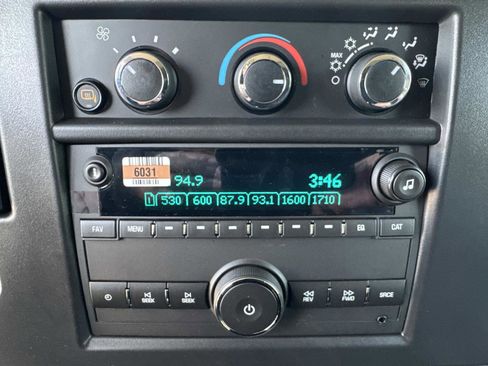 MAX
6031
94.9 3:46
1 530 600 87.9 93.1 1600 1710
FAV MENU EQ CAT
SEEK SEEK REV FWD SRCE